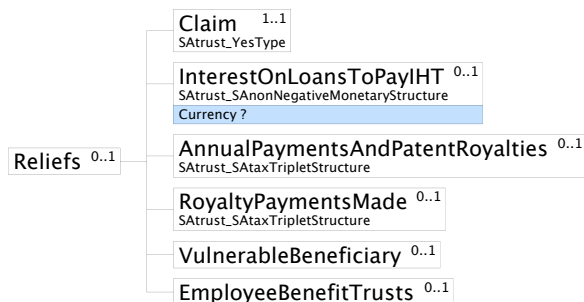 Claim 1..1
SAtrust_YesType
InterestOnLoansToPayIHT 0..1
SAtrust_SAnonNegativeMonetaryStructure
Currency ?
Reliefs 0..1
AnnualPaymentsAndPatentRoyalties 0..1
SAtrust_SAtaxTripletStructure
RoyaltyPaymentsMade 0..1
SAtrust_SAtaxTripletStructure
VulnerableBeneficiary 0..1
EmployeeBenefitTrusts 0..1